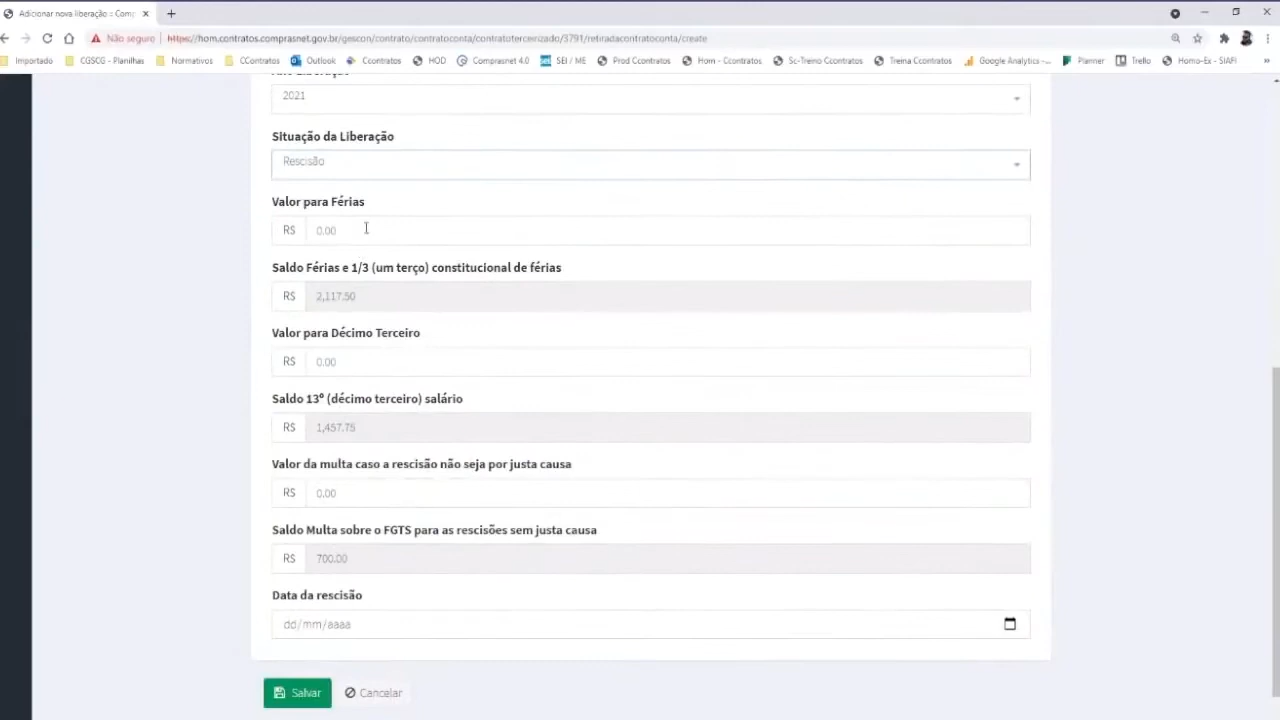 Adicionar nova liberação :: Comp
Não seguro
https://hom.contratos.comprasnet.gov.br/gescon/contrato/contratoconta/contratoterceirizado/3791/retiradacontratoconta/create
Importado
CGSCG - Planilhas
Normativos
CContratos
Outlook
Ccontratos
HOD
Comprasnet 4.0
SEI / ME
Prod Ccontratos
Hom - Ccontratos
Sc-Treino Ccontratos
Treina Ccontratos
Google Analytics -...
Planner
Trello
Homo-Ex - SIAFI
»
2021
Situação da Liberação
Rescisão
Valor para Férias
R$ 0.00
Saldo Férias e 1/3 (um terço) constitucional de férias
R$ 2,117.50
Valor para Décimo Terceiro
R$ 0.00
Saldo 13º (décimo terceiro) salário
R$ 1,457.75
Valor da multa caso a rescisão não seja por justa causa
R$ 0.00
Saldo Multa sobre o FGTS para as rescisões sem justa causa
R$ 700.00
Data da rescisão
dd/mm/aaaa
Salvar
Cancelar